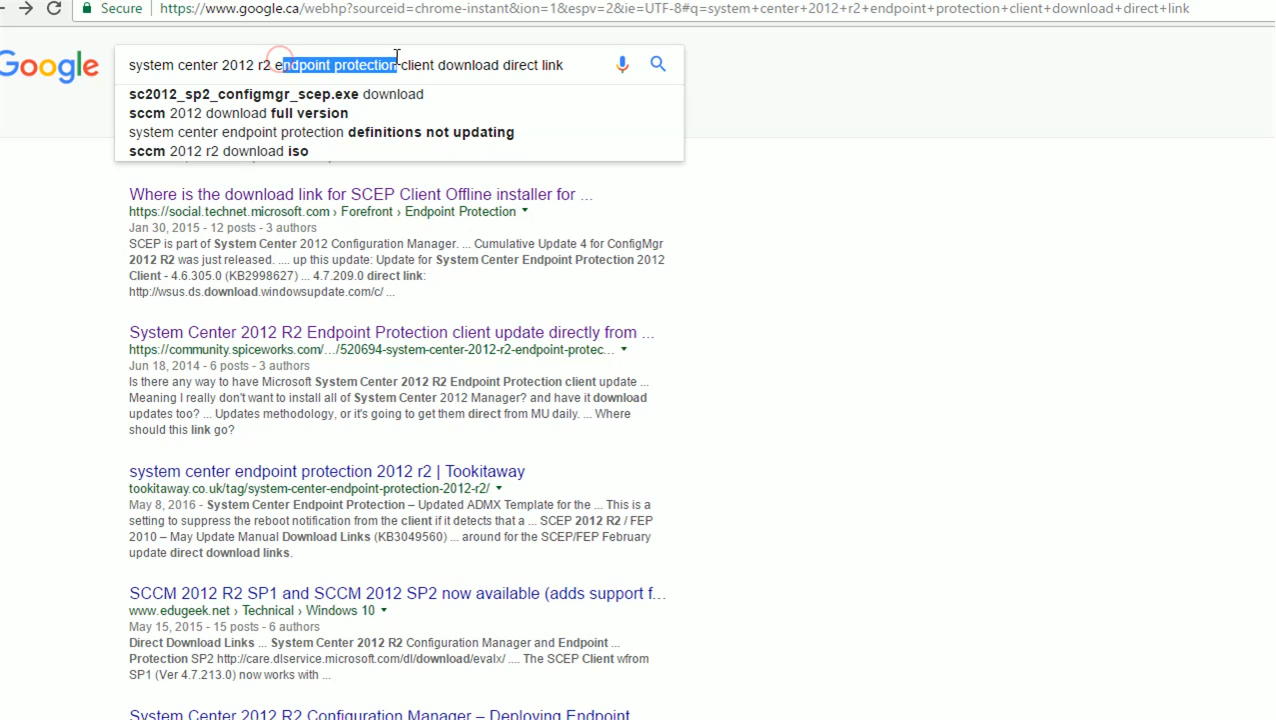 Secure https://www.google.ca/webhp?sourceid=chrome-instant&ion=1&espv=2&ie=UTF-8#q=system+center+2012+r2+endpoint+protection+client+download+direct+link
Google
system center 2012 r2 endpoint protection client download direct link
sc2012_sp2_configmgr_scep.exe download
sccm 2012 download full version
system center endpoint protection definitions not updating
sccm 2012 r2 download iso
Where is the download link for SCEP Client Offline installer for ...
https://social.technet.microsoft.com › Forefront › Endpoint Protection
Jan 30, 2015 - 12 posts - 3 authors
SCEP is part of System Center 2012 Configuration Manager. ... Cumulative Update 4 for ConfigMgr
2012 R2 was just released. .... up this update: Update for System Center Endpoint Protection 2012
Client - 4.6.305.0 (KB2998627) ... 4.7.209.0 direct link:
http://wsus.ds.download.windowsupdate.com/c/ ...
System Center 2012 R2 Endpoint Protection client update directly from ...
https://community.spiceworks.com/.../520694-system-center-2012-r2-endpoint-protec...
Jun 18, 2014 - 6 posts - 3 authors
Is there any way to have Microsoft System Center 2012 R2 Endpoint Protection client update ...
Meaning I really don't want to install all of System Center 2012 Manager? and have it download
updates too? ... Updates methodology, or it's going to get them direct from MU daily. ... Where
should this link go?
system center endpoint protection 2012 r2 | Tookitaway
tookitaway.co.uk/tag/system-center-endpoint-protection-2012-r2/
May 8, 2016 - System Center Endpoint Protection – Updated ADMX Template for the ... This is a
setting to suppress the reboot notification from the client if it detects that a ... SCEP 2012 R2 / FEP
2010 – May Update Manual Download Links (KB3049560) ... around for the SCEP/FEP February
update direct download links.
SCCM 2012 R2 SP1 and SCCM 2012 SP2 now available (adds support f...
www.edugeek.net › Technical › Windows 10
May 15, 2015 - 15 posts - 6 authors
Direct Download Links ... System Center 2012 R2 Configuration Manager and Endpoint ...
Protection SP2 http://care.dlservice.microsoft.com/dl/download/evalx/ .... The SCEP Client wfrom
SP1 (Ver 4.7.213.0) now works with ...
System Center 2012 R2 Configuration Manager – Deploying Endpoint